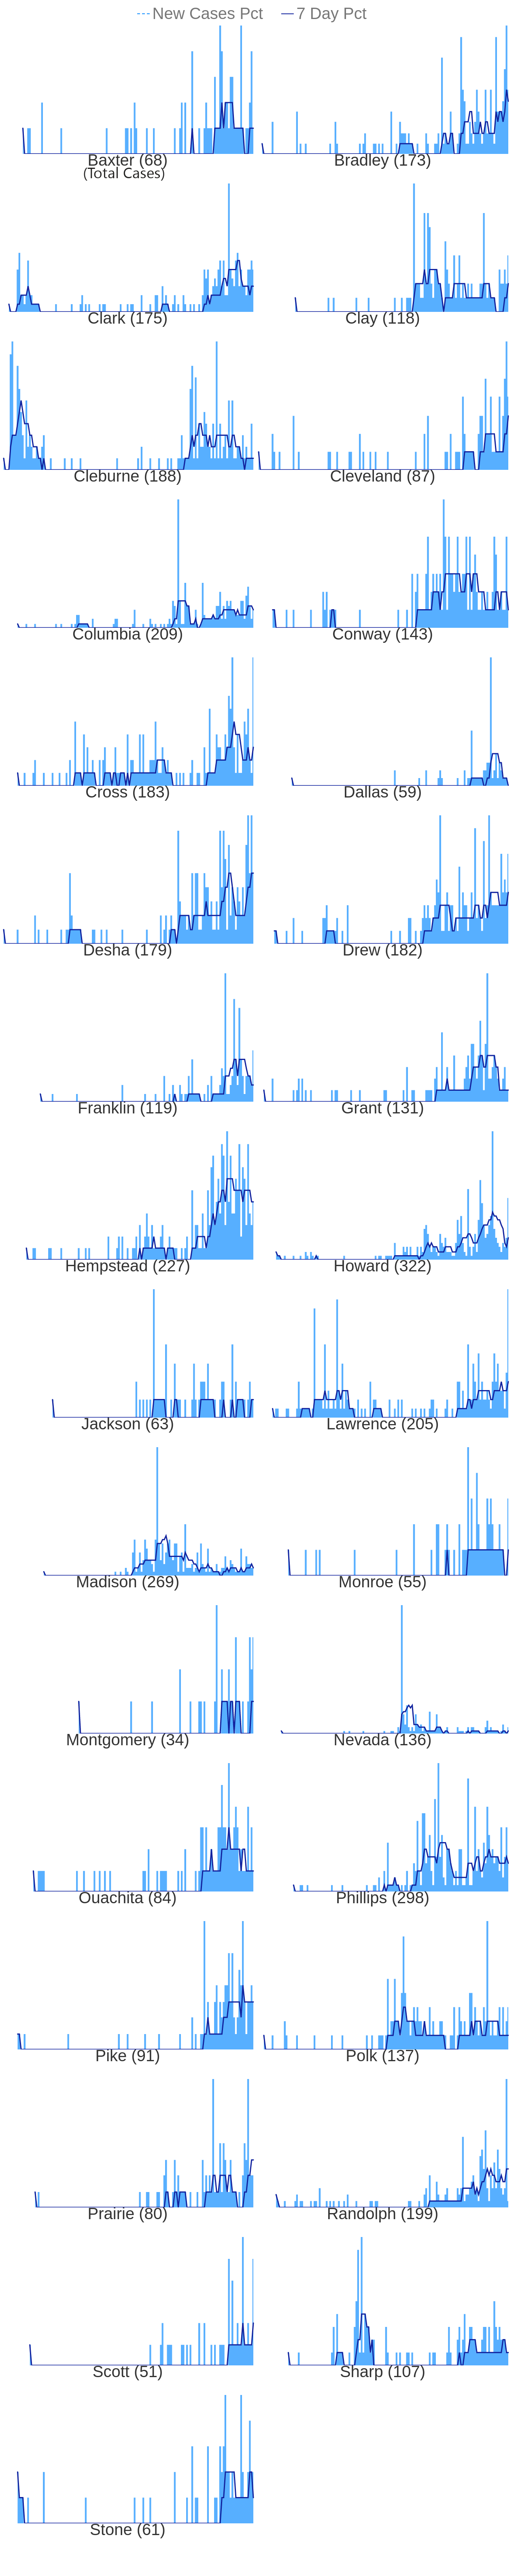 New Cases Pct 7 Day Pct
Baxter (68) Bradley (173)
(Total Cases)
Clark (175) Clay (118)
Cleburne (188) Cleveland (87)
Columbia (209) Conway (143)
Cross (183) Dallas (59)
Desha (179) Drew (182)
Franklin (119) Grant (131)
Hempstead (227) Howard (322)
Jackson (63) Lawrence (205)
Madison (269) Monroe (55)
Montgomery (34) Nevada (136)
Ouachita (84) Phillips (298)
Pike (91) Polk (137)
Prairie (80) Randolph (199)
Scott (51) Sharp (107)
Stone (61)